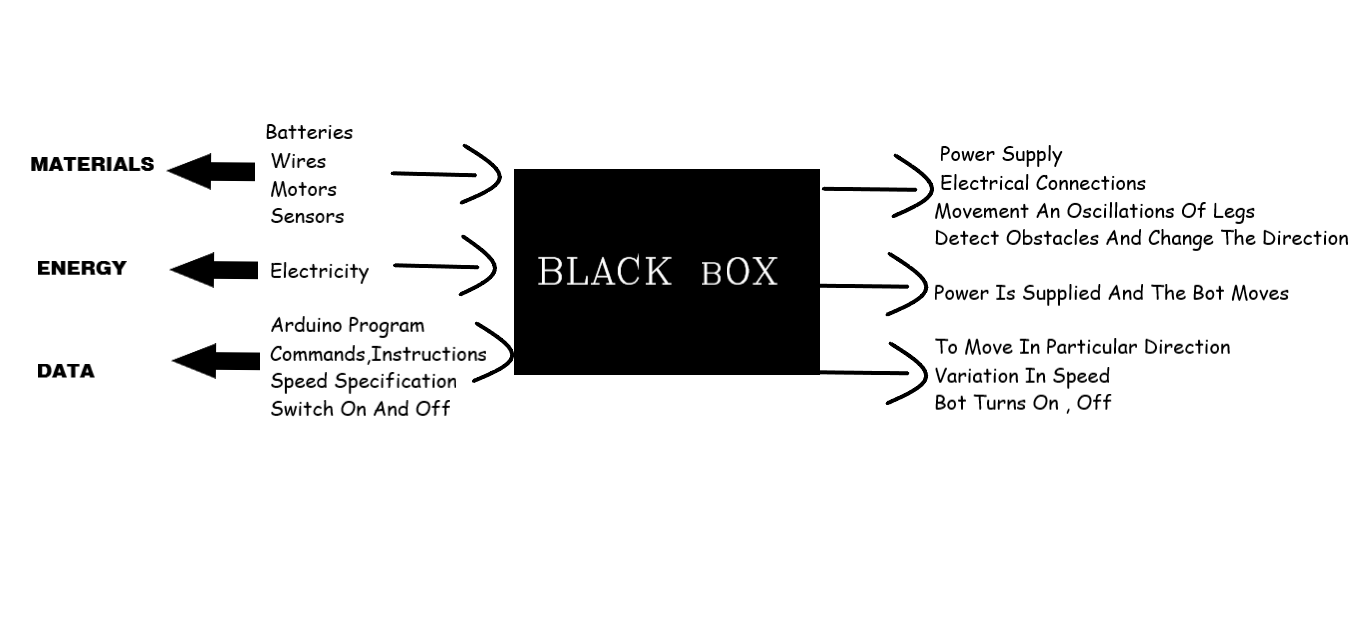 MATERIALS
Batteries
Wires
Motors
Sensors
ENERGY
Electricity
DATA
Arduino Program
Commands,Instructions
Speed Specification
Switch On And Off
BLACK BOX
Power Supply
Electrical Connections
Movement An Oscillations Of Legs
Detect Obstacles And Change The Direction
Power Is Supplied And The Bot Moves
To Move In Particular Direction
Variation In Speed
Bot Turns On , Off